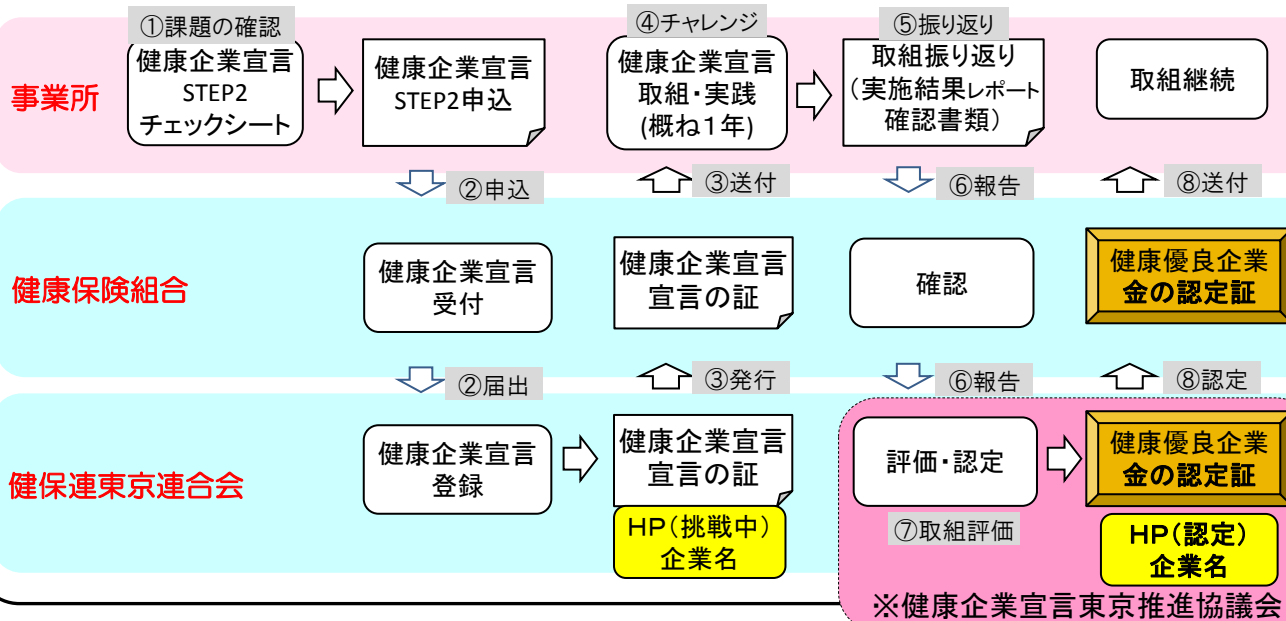 ①課題の確認
健康企業宣言
STEP2
チェックシート
健康企業宣言
STEP2申込
④チャレンジ
健康企業宣言
取組・実践
(概ね１年)
⑤振り返り
取組振り返り
（実施結果レポート
確認書類）
取組継続
事業所
②申込
③送付
⑥報告
⑧送付
健康保険組合
健康企業宣言
受付
健康企業宣言
宣言の証
確認
健康優良企業
金の認定証
②届出
③発行
⑥報告
⑧認定
健保連東京連合会
健康企業宣言
登録
健康企業宣言
宣言の証
ＨＰ（挑戦中）
企業名
評価・認定
⑦取組評価
健康優良企業
金の認定証
ＨＰ（認定）
企業名
※健康企業宣言東京推進協議会